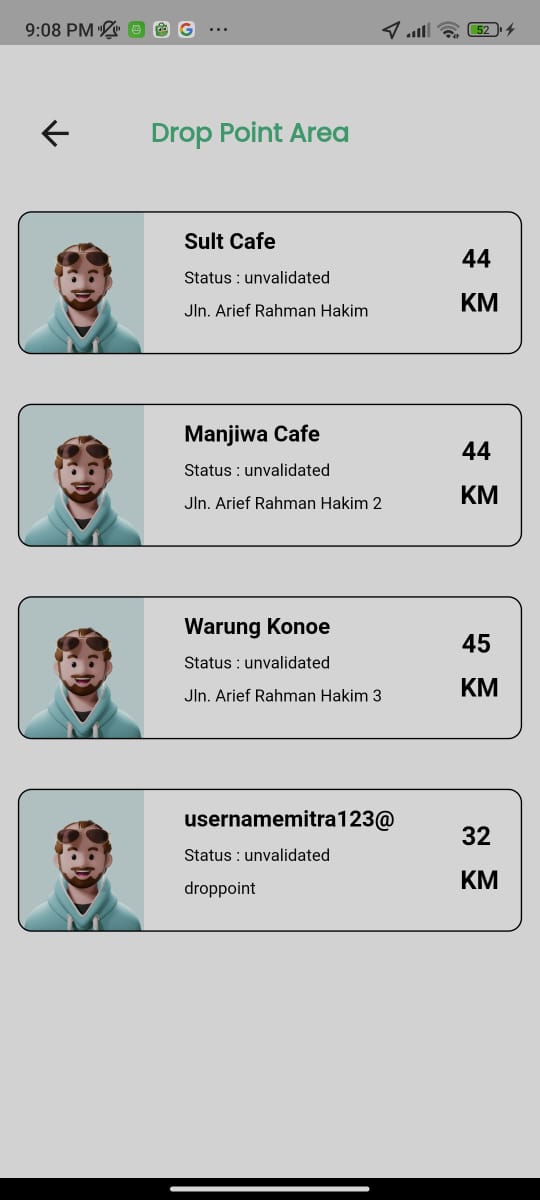 9:08 PM
52
Drop Point Area
Sult Cafe
Status : unvalidated
Jln. Arief Rahman Hakim
44
KM
Manjiwa Cafe
Status : unvalidated
Jln. Arief Rahman Hakim 2
44
KM
Warung Konoe
Status : unvalidated
Jln. Arief Rahman Hakim 3
45
KM
usernamemitra123@
Status : unvalidated
droppoint
32
KM